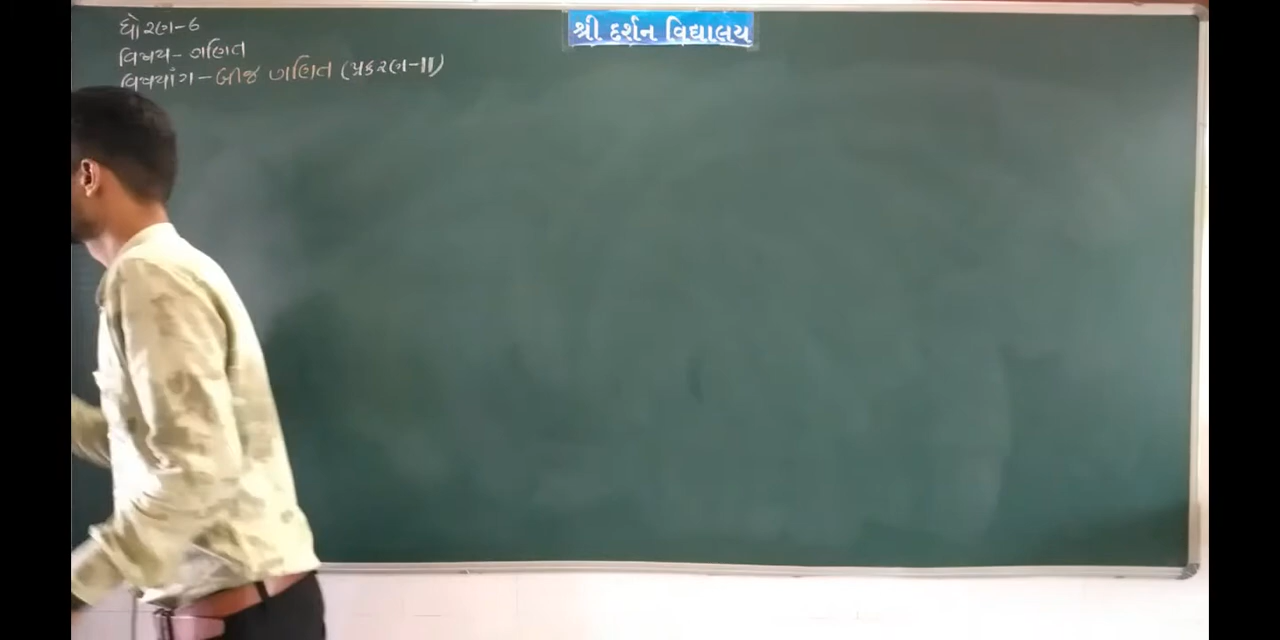 શ્રી દર્શન વિદ્યાલય
ધોરણ-6
વિષય- ગણિત
વિષયાંગ- બીજ ગણિત (પ્રકરણ-11)